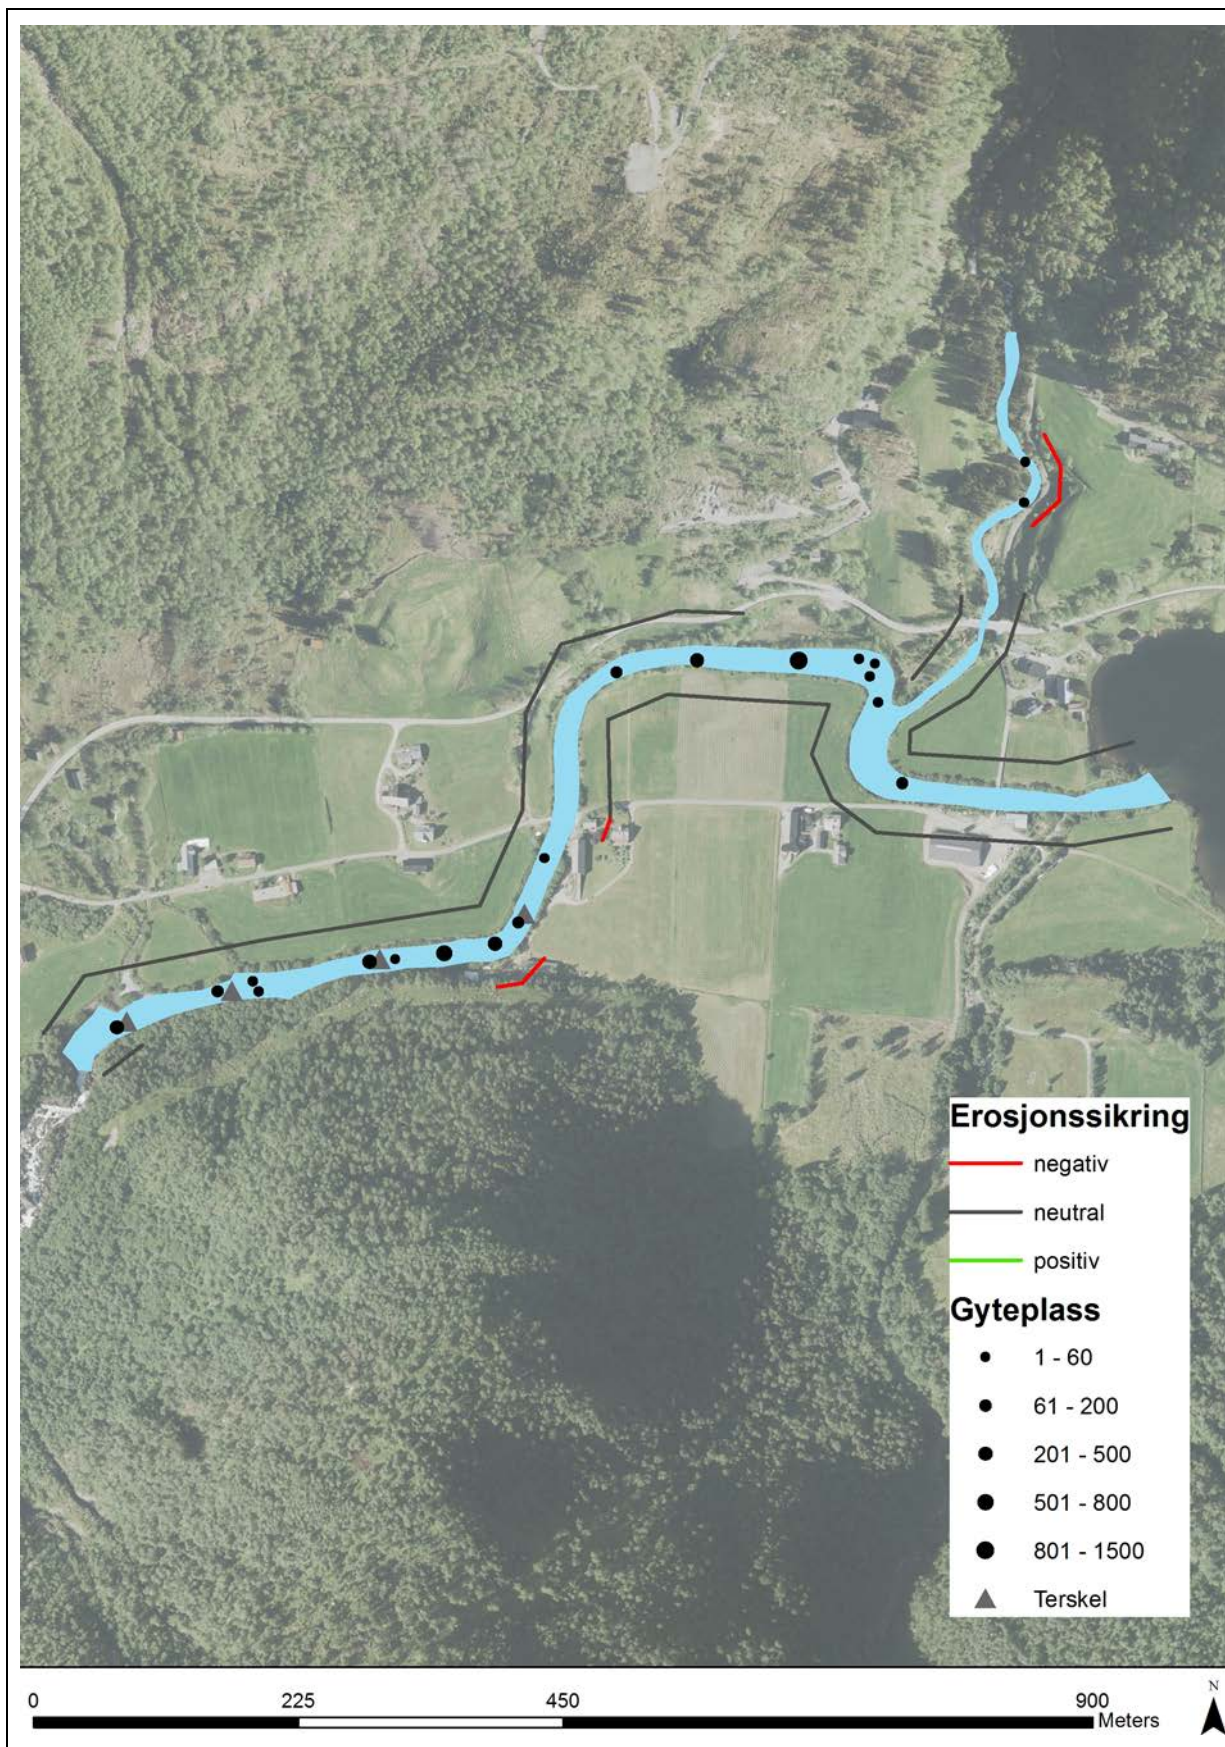 Erosjonssikring
negativ
neutral
positiv
Gyteplass
1 - 60
61 - 200
201 - 500
501 - 800
801 - 1500
Terskel
0 225 450 900
Meters
N